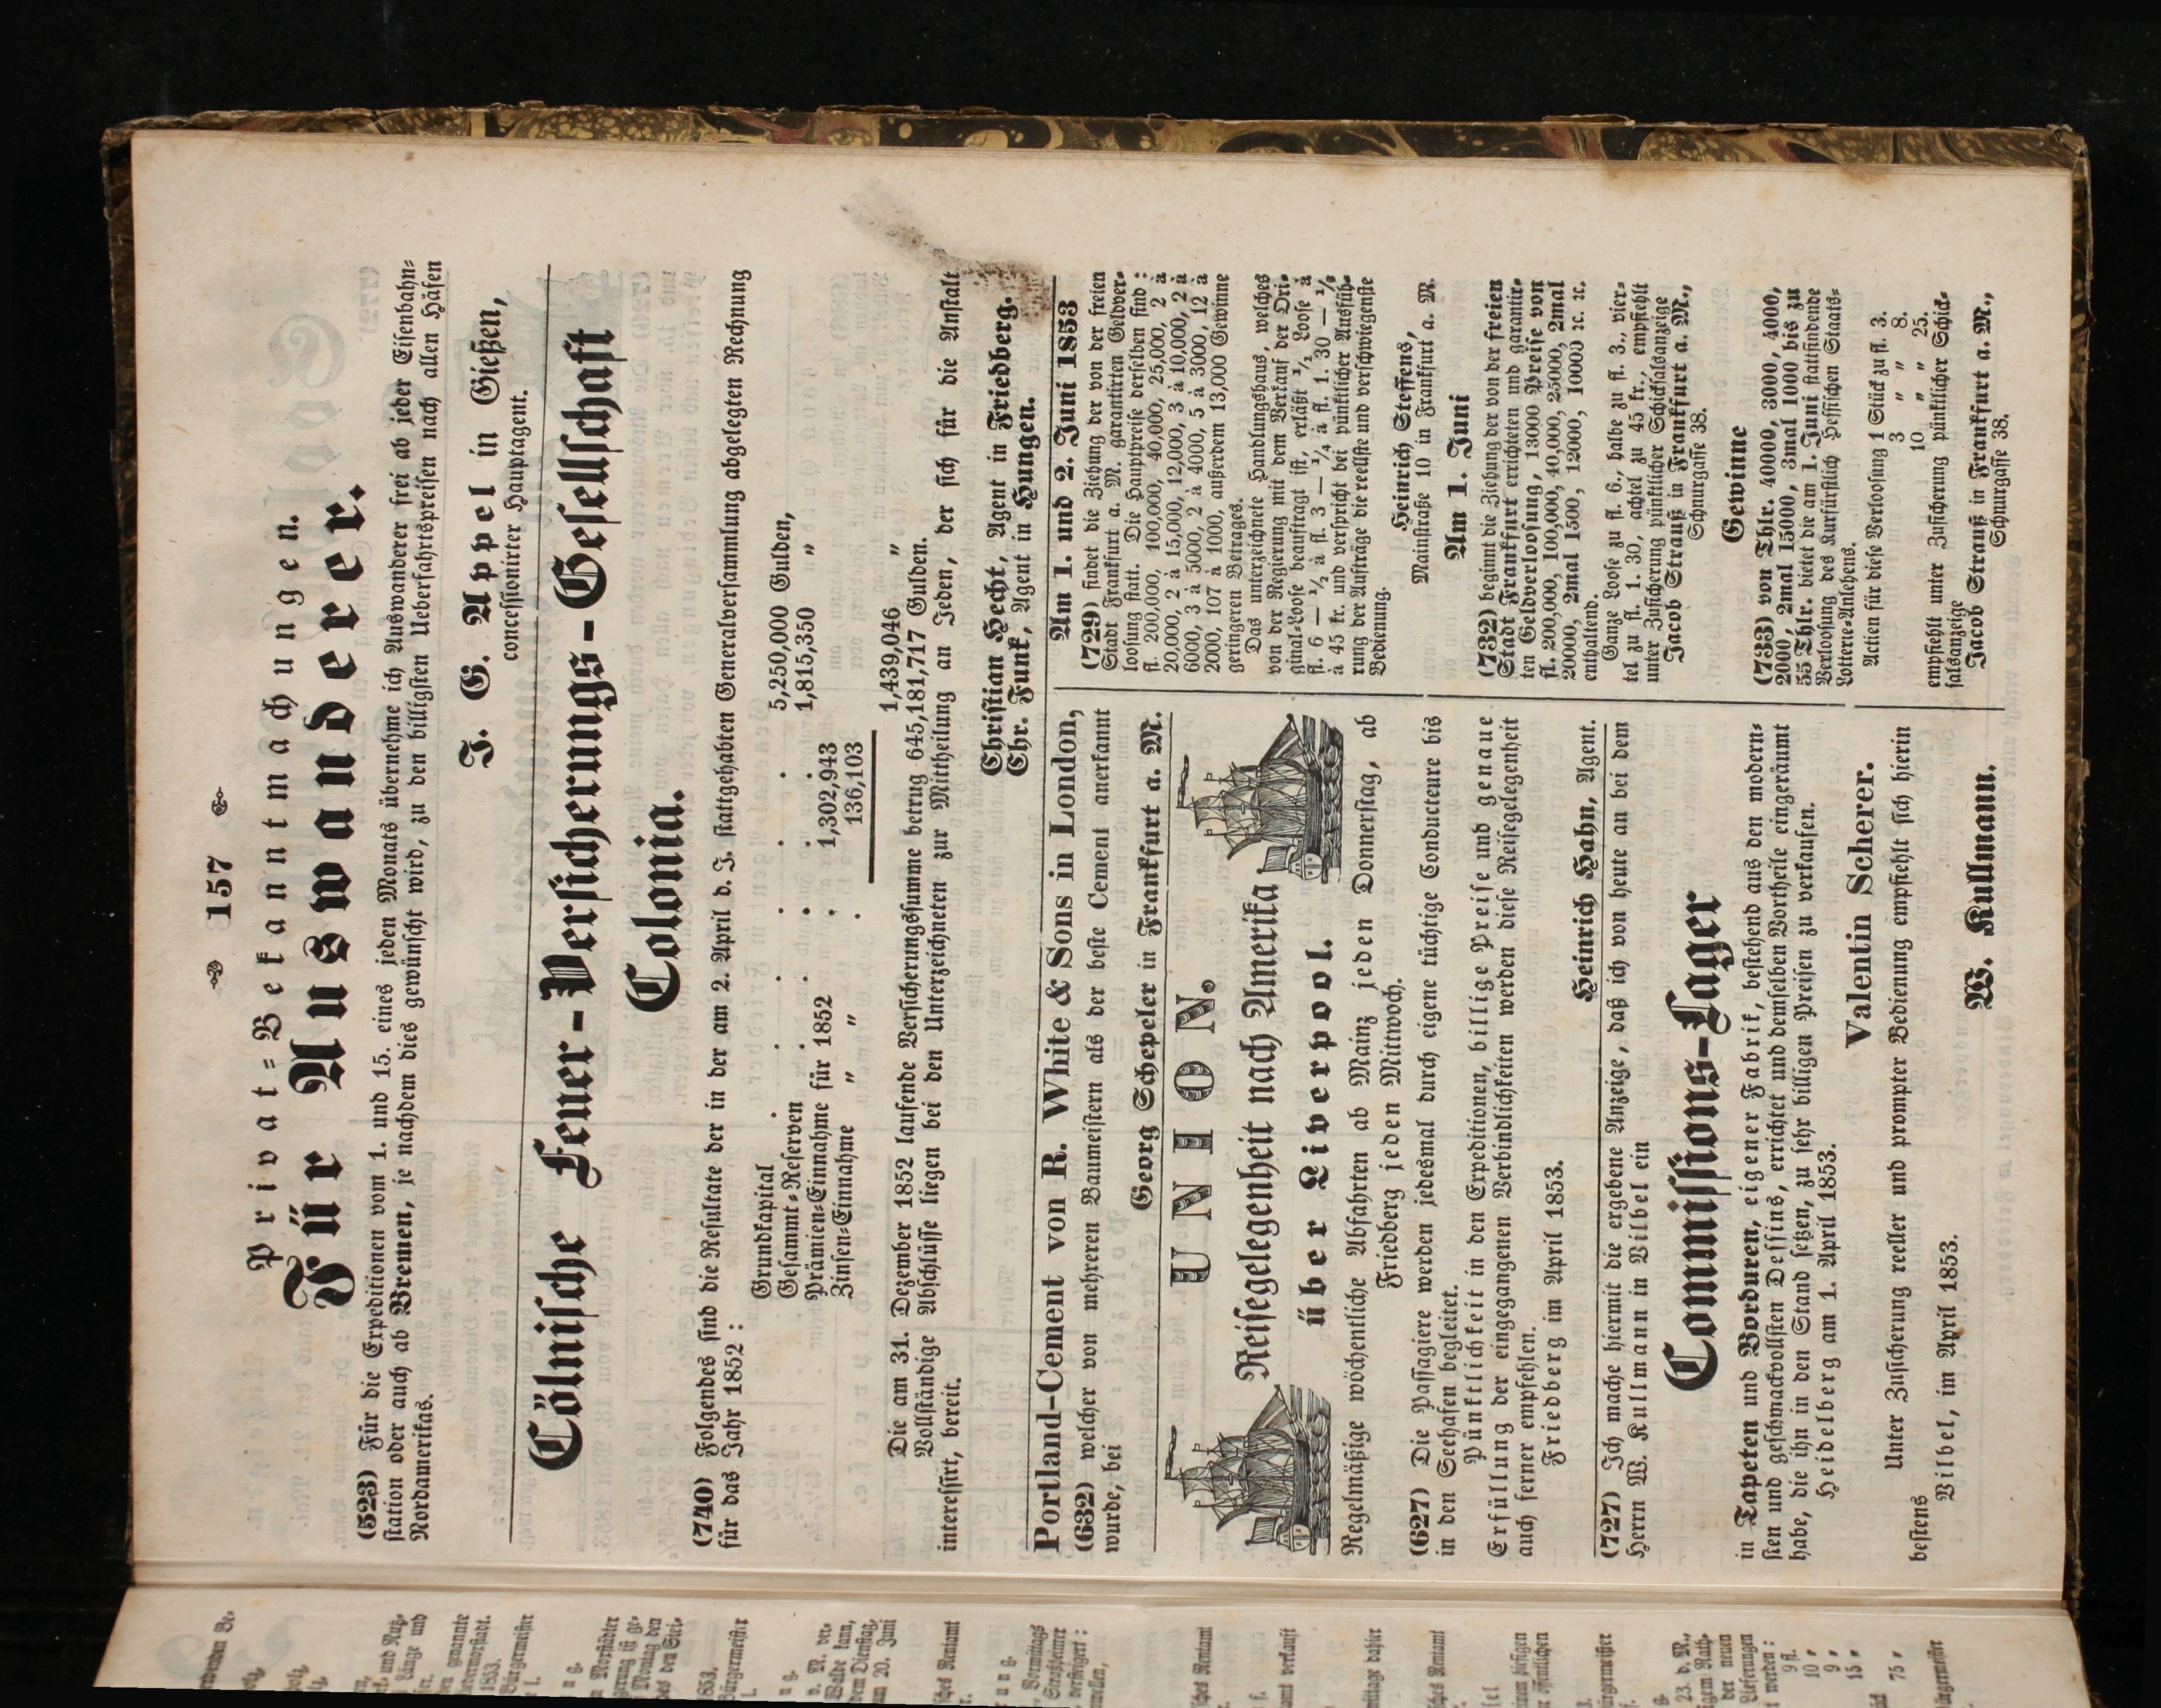 157
Privat-Bekanntmachungen.
Für Auswanderer.
(523) Für die Expeditionen vom 1. und 15. eines jeden Monats übernehme ich Auswanderer frei ab jeder Eisenbahn-
station oder auch ab Bremen, je nachdem dies gewünscht wird, zu den billigsten Ueberfahrtspreisen nach allen Häfen
Nordamerikas.
J. G. Appel in Gießen,
concessionirter Hauptagent.
Cölnische Feuer-Versicherungs-Gesellschaft
Colonia.
(740) Folgendes sind die Resultate der in der am 2. April d. J. stattgehabten Generalversammlung abgelegten Rechnung
für das Jahr 1852 :
Grundkapital . . . . . . 5,250,000 Gulden,
Gesammt-Reserven . . . . . 1,815,350 „
Prämien-Einnahme für 1852 . . 1,302,943
Zinsen-Einnahme „ „ . 136,103
1,439,046 „
Die am 31. Dezember 1852 laufende Versicherungssumme betrug 645,181,717 Gulden.
Vollständige Abschlüsse liegen bei den Unterzeichneten zur Mittheilung an Jeden, der sich für die Anstalt
interessirt, bereit.
Christian Hecht, Agent in Friedberg.
Chr. Funk, Agent in Hungen.
Portland-Cement von R. White & Sons in London,
(632) welcher von mehreren Baumeistern als der beste Cement anerkannt
wurde, bei
Georg Schepeler in Frankfurt a. M.
UNION.
Reisegelegenheit nach Amerika
über Liverpool.
Regelmäßige wöchentliche Abfahrten ab Mainz jeden Donnerstag, ab
Friedberg jeden Mittwoch.
(627) Die Passagiere werden jedesmal durch eigene tüchtige Conducteure bis
in den Seehafen begleitet.
Pünktlichkeit in den Expeditionen, billige Preise und genaue
Erfüllung der eingegangenen Verbindlichkeiten werden diese Reisegelegenheit
auch ferner empfehlen.
Friedberg im April 1853.
Heinrich Hahn, Agent.
(727) Ich mache hiermit die ergebene Anzeige, daß ich von heute an bei dem
Herrn W. Kullmann in Vilbel ein
Commissions-Lager
in Tapeten und Borduren, eigener Fabrik, bestehend aus den modern-
sten und geschmackvollsten Dessins, errichtet und demselben Vortheile eingeräumt
habe, die ihn in den Stand setzen, zu sehr billigen Preisen zu verkaufen.
Heidelberg am 1. April 1853.
Valentin Scherer.
Unter Zusicherung reeller und prompter Bedienung empfiehlt sich hierin
bestens
Vilbel, im April 1853.
W. Kullmann.
Am 1. und 2. Juni 1853
(729) findet die Ziehung der von der freien
Stadt Frankfurt a. M. garantirten Geldver-
loosung statt. Die Hauptpreise derselben sind :
fl. 200,000, 100,000, 40,000, 25,000, 2 à
20,000, 2 à 15,000, 12,000, 3 à 10,000, 2 à
6000, 3 à 5000, 2 à 4000, 5 à 3000, 12 à
2000, 107 à 1000, außerdem 13,000 Gewinne
geringeren Betrages.
Das unterzeichnete Handlungshaus, welches
von der Regierung mit dem Verkauf der Ori-
ginal-Loose beauftragt ist, erläßt 1/1 Loose à
fl. 6 — 1/2 à fl. 3 — 1/4 à fl. 1. 30 — 1/8
à 45 kr. und verspricht bei pünktlicher Ausfüh-
rung der Aufträge die reellste und verschwiegenste
Bedienung.
Heinrich Steffens,
Mainstraße 10 in Frankfurt a. M.
Am 1. Juni
(732) beginnt die Ziehung der von der freien
Stadt Frankfurt errichteten und garantir-
ten Geldverloosung, 1300 Preise von
fl. 200,000, 100,000, 40,000, 25000, 2mal
20000, 2mal 1500, 12000, 10000 ꝛc. ꝛc.
enthaltend.
Ganze Loose zu fl. 6., halbe zu fl. 3., vier-
tel zu fl. 1. 30, achtel zu 45 kr., empfiehlt
unter Zusicherung pünktlicher Schicksalsanzeige
Jacob Strauß in Frankfurt a. M.,
Schnurgasse 38.
Gewinne
(733) von Thlr. 40000, 3000, 4000,
2000, 2mal 15000, 3mal 1000 bis zu
55 Thlr. bietet die am 1. Juni stattfindende
Verloosung des Kurfürstlich Hessischen Staats-
Lotterie-Anlehens.
Actien für diese Verloosung 1 Stück zu fl. 3.
3 „ „ 8.
10 „ „ 25.
empfiehlt unter Zusicherung pünktlicher Schick-
salsanzeige
Jacob Strauß in Frankfurt a. M.,
Schnurgasse 38.